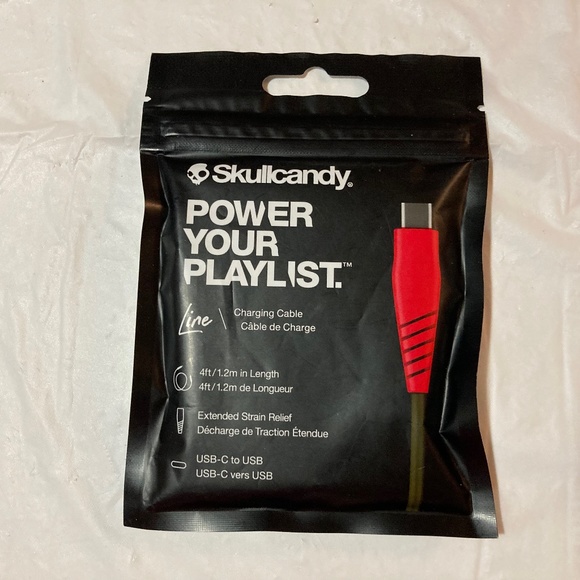 Skullcandy®
POWER
YOUR
PLAYLIST.™
Line \ Charging Cable
Câble de Charge
4ft/1.2m in Length
4ft/1.2m de Longueur
Extended Strain Relief
Décharge de Traction Étendue
USB-C to USB
USB-C vers USB